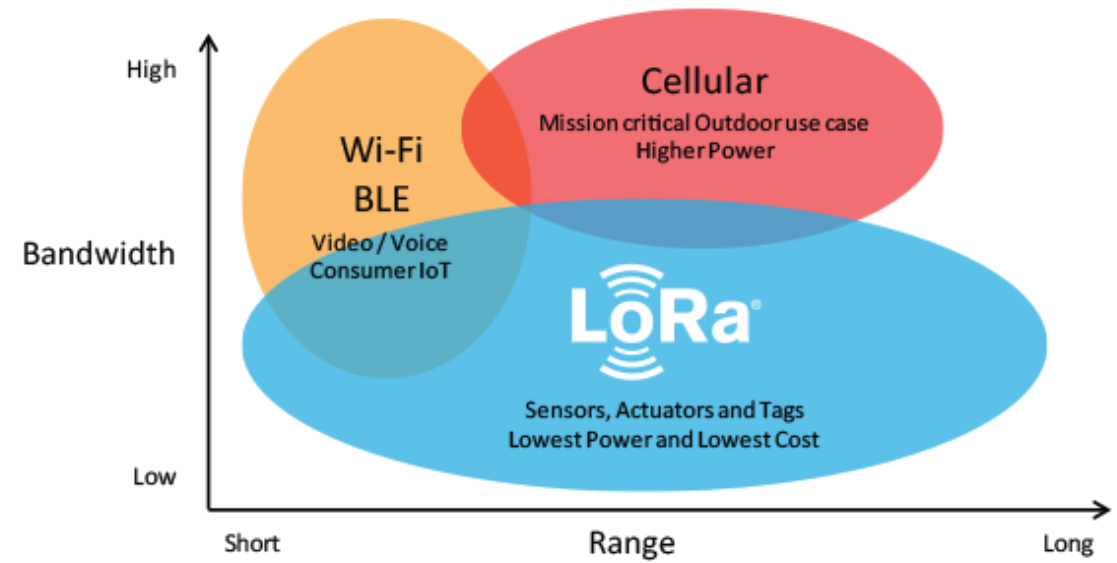 High
Bandwidth
Low
Wi-Fi
BLE
Video / Voice
Consumer IoT
Cellular
Mission critical Outdoor use case
Higher Power
LoRa®
Sensors, Actuators and Tags
Lowest Power and Lowest Cost
Short
Range
Long